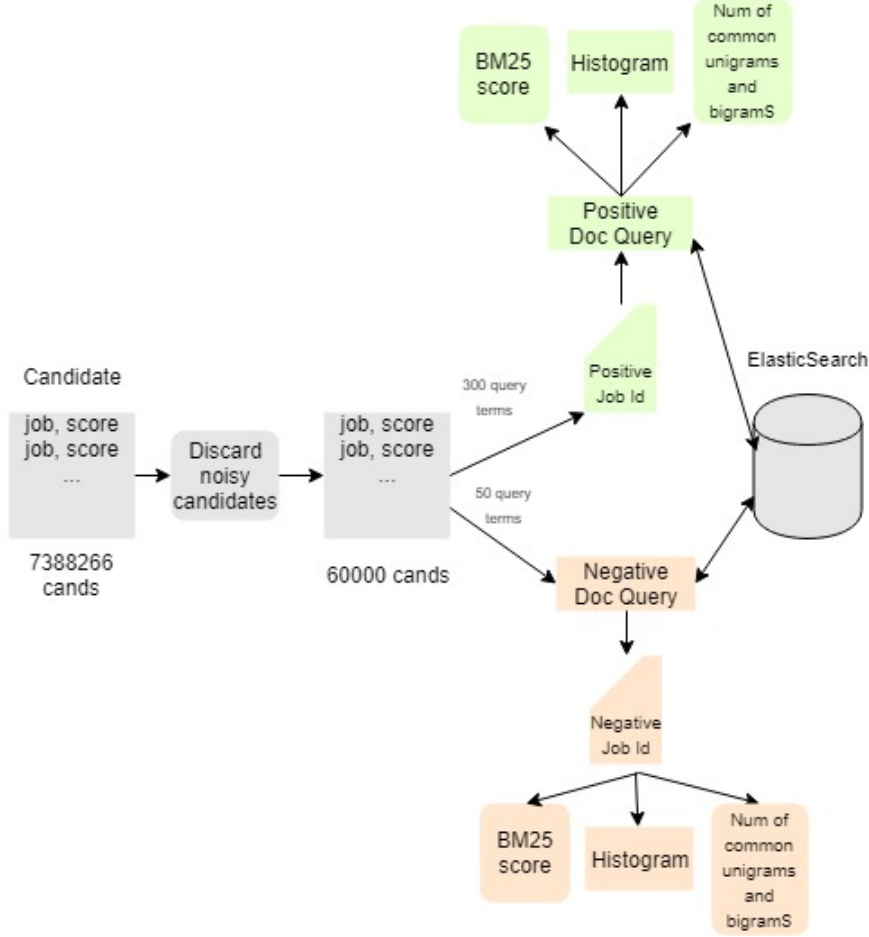 BM25
score
Histogram
Num of
common
unigrams
and
bigramS
Positive
Doc Query
Positive
Job Id
ElasticSearch
Candidate
job, score
job, score
...
Discard
noisy
candidates
job, score
job, score
...
300 query
terms
50 query
terms
7388266
cands
60000 cands
Negative
Doc Query
Negative
Job Id
BM25
score
Histogram
Num of
common
unigrams
and
bigramS